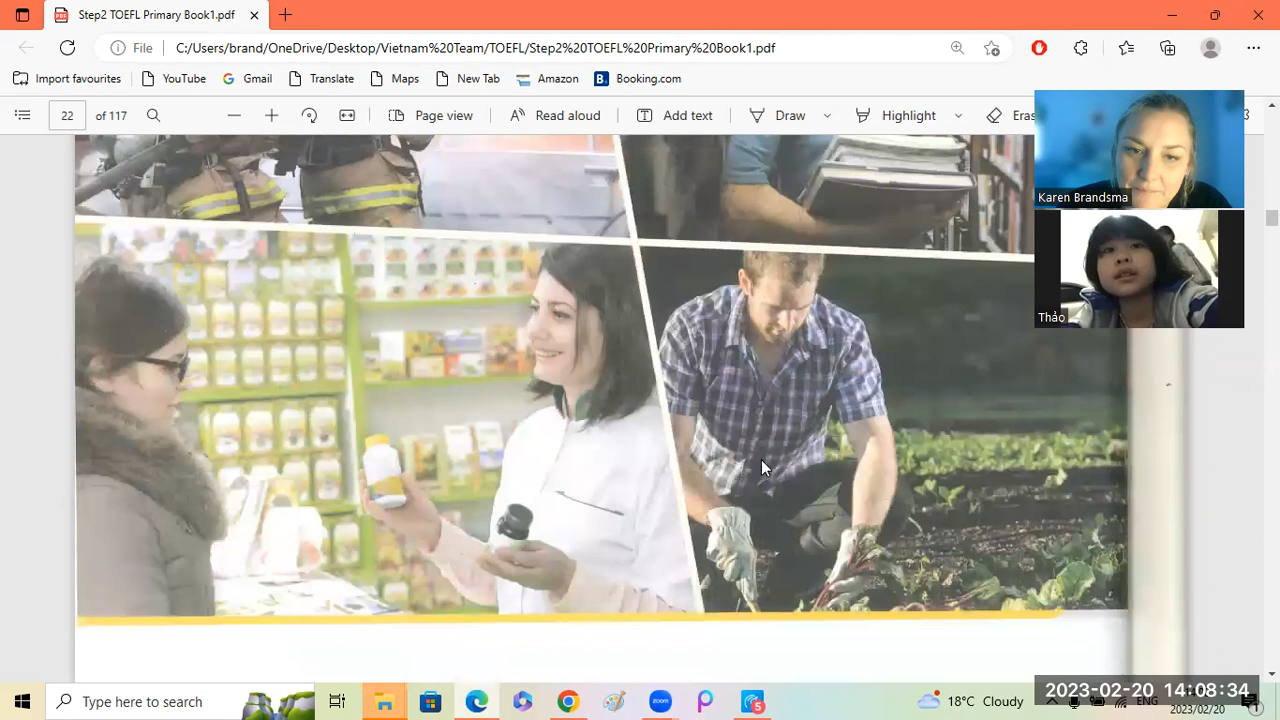 Step2 TOEFL Primary Book1.pdf
File C:/Users/brand/OneDrive/Desktop/Vietnam%20Team/TOEFL/Step2%20TOEFL%20Primary%20Book1.pdf
Import favourites YouTube Gmail Translate Maps New Tab Amazon Booking.com
22 of 117 Page view Read aloud Add text Draw Highlight
Karen Brandsma
Thảo
Type here to search 18°C Cloudy ENG
2023-02-20 14:08:34
2023/02/20